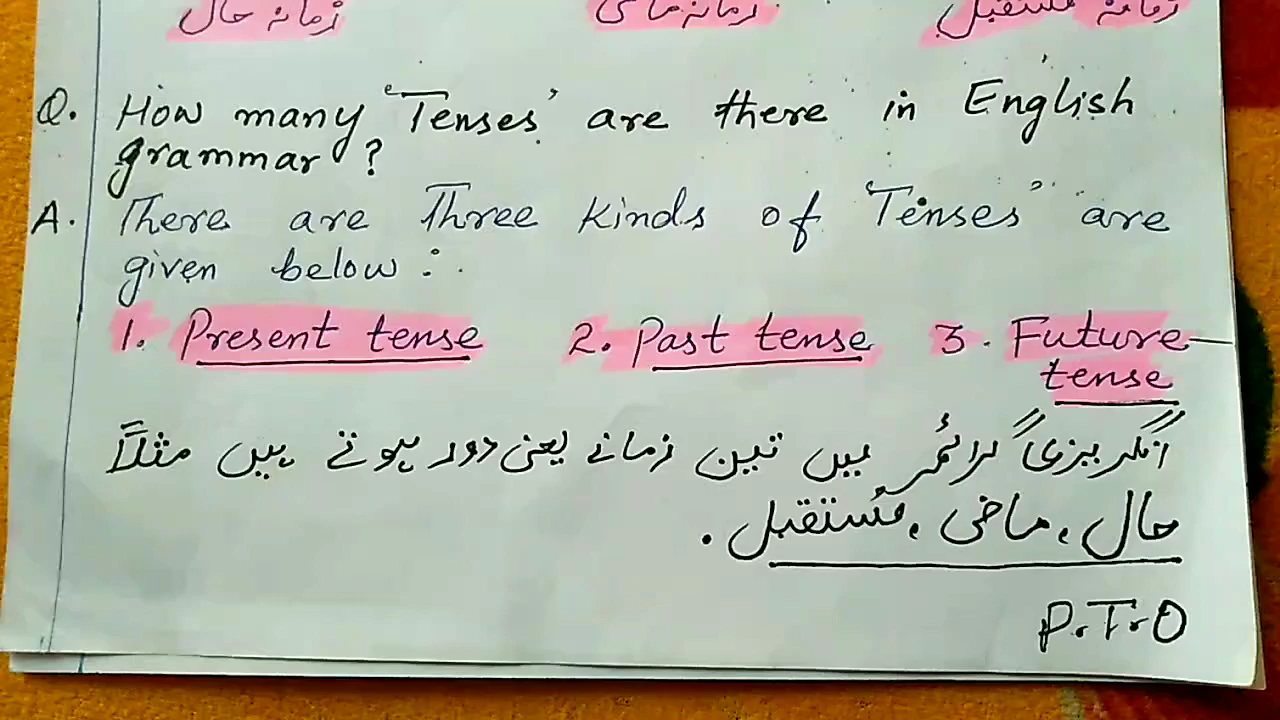 زمانہ مستقبل زمانہ ماضی زمانہ حال
Q. How many 'Tenses' are there in English
grammar?
A. There are Three Kinds of 'Tenses' are
given below:
1. Present tense 2. Past tense 3. Future
tense
انگریزی گرائمر میں تین زمانے یعنی دور ہوتے ہیں مثلاً
حال، ماضی، مُستقبل.
P.T.O